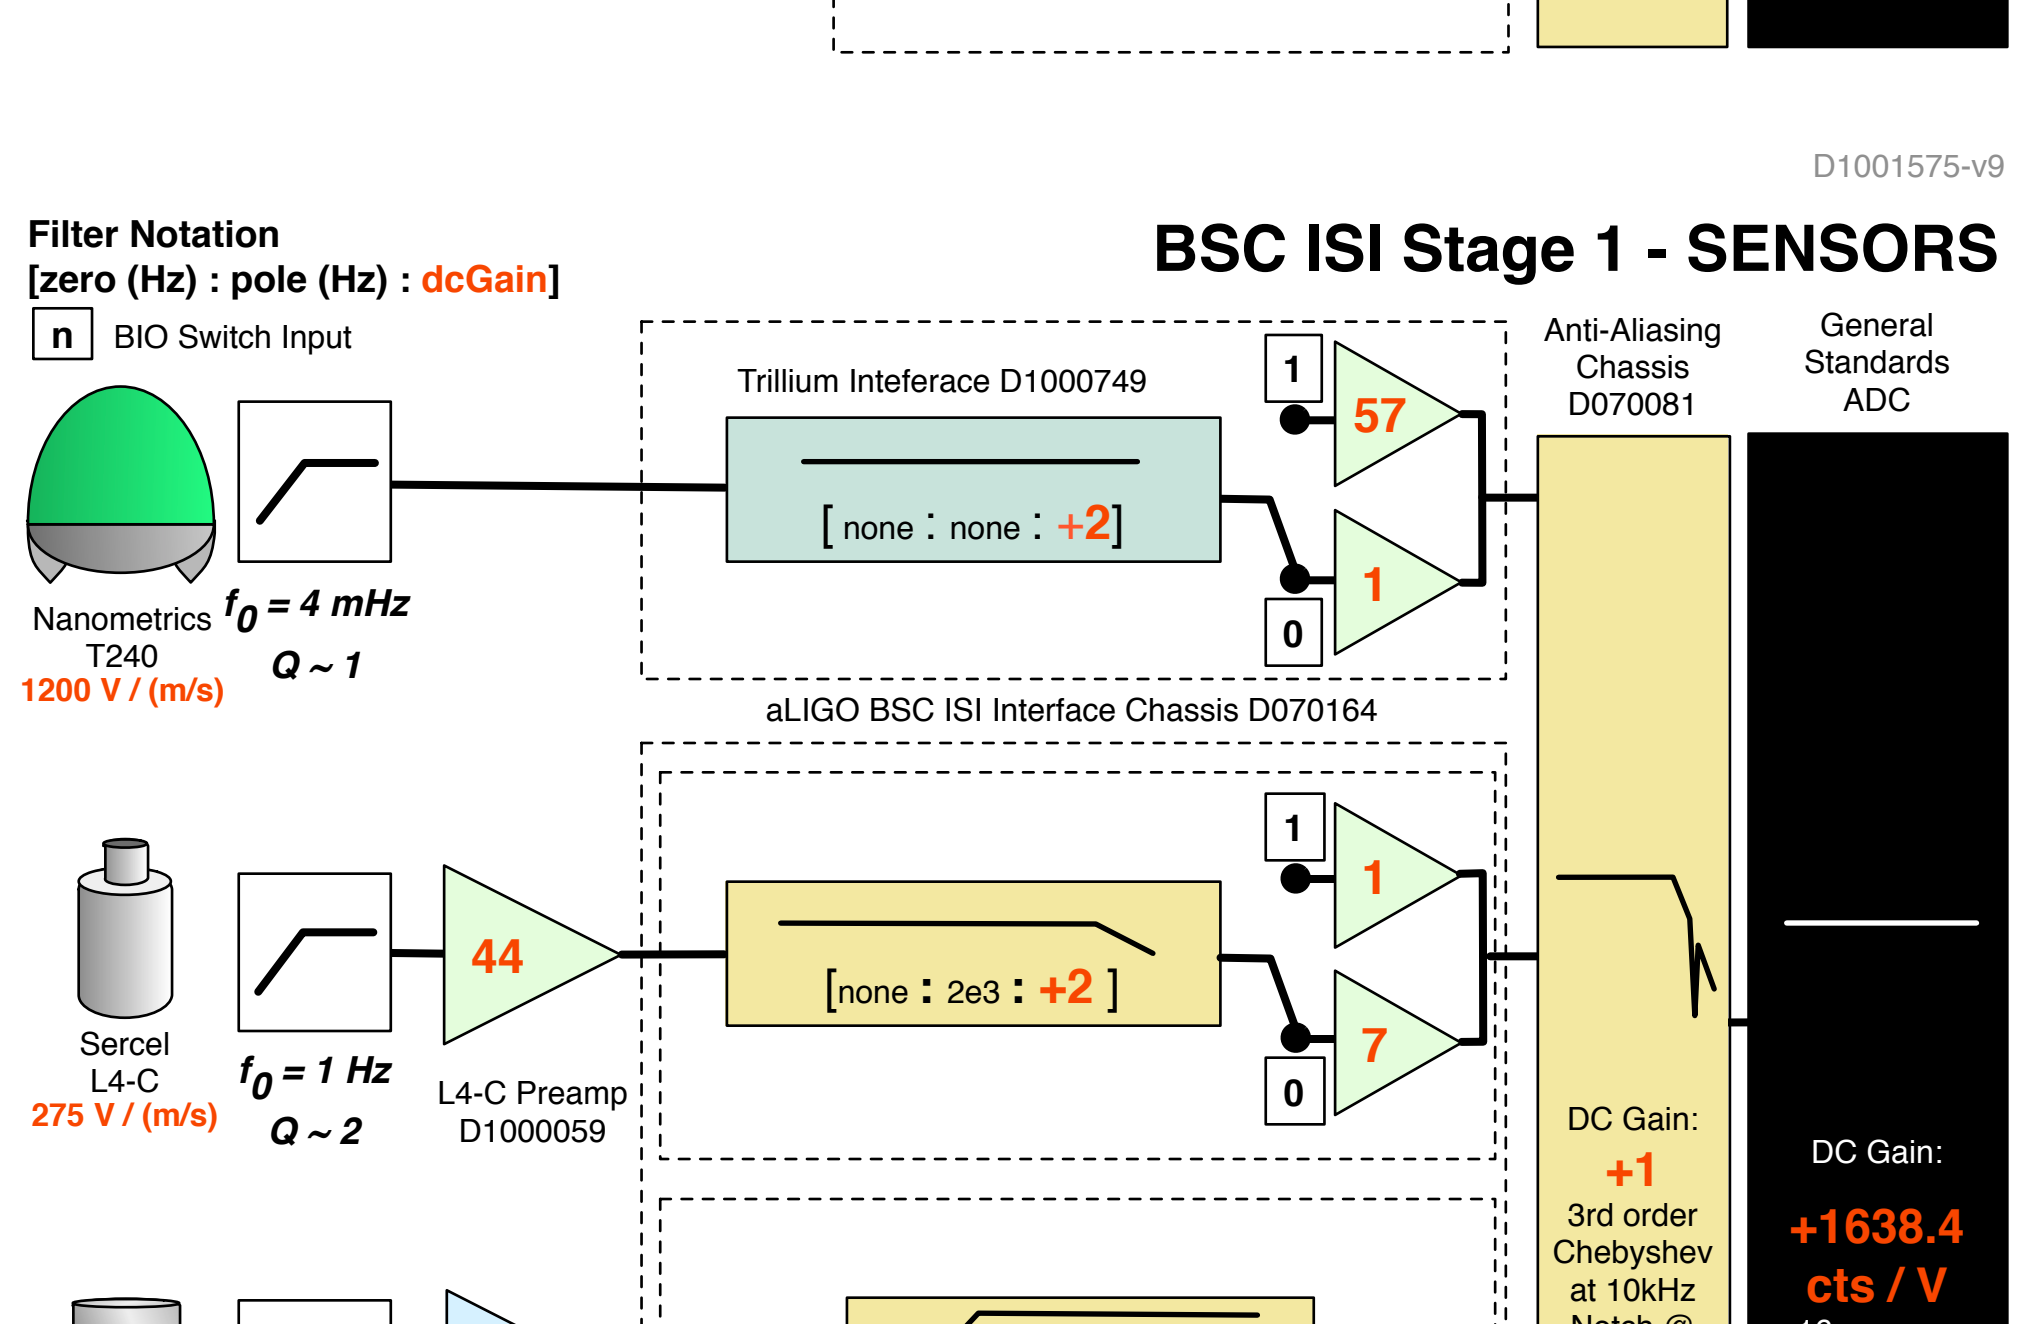 D1001575-v9
Filter Notation
[zero (Hz) : pole (Hz) : dcGain]
BSC ISI Stage 1 - SENSORS
n BIO Switch Input
Anti-Aliasing
Chassis
D070081
General
Standards
ADC
Trillium Inteferace D1000749
1
57
[ none : none : +2]
1
0
Nanometrics
T240
1200 V / (m/s)
f0 = 4 mHz
Q ~ 1
aLIGO BSC ISI Interface Chassis D070164
1
1
44
[none : 2e3 : +2 ]
7
0
Sercel
L4-C
275 V / (m/s)
f0 = 1 Hz
Q ~ 2
L4-C Preamp
D1000059
DC Gain:
+1
3rd order
Chebyshev
at 10kHz
Notch @
DC Gain:
+1638.4
cts / V